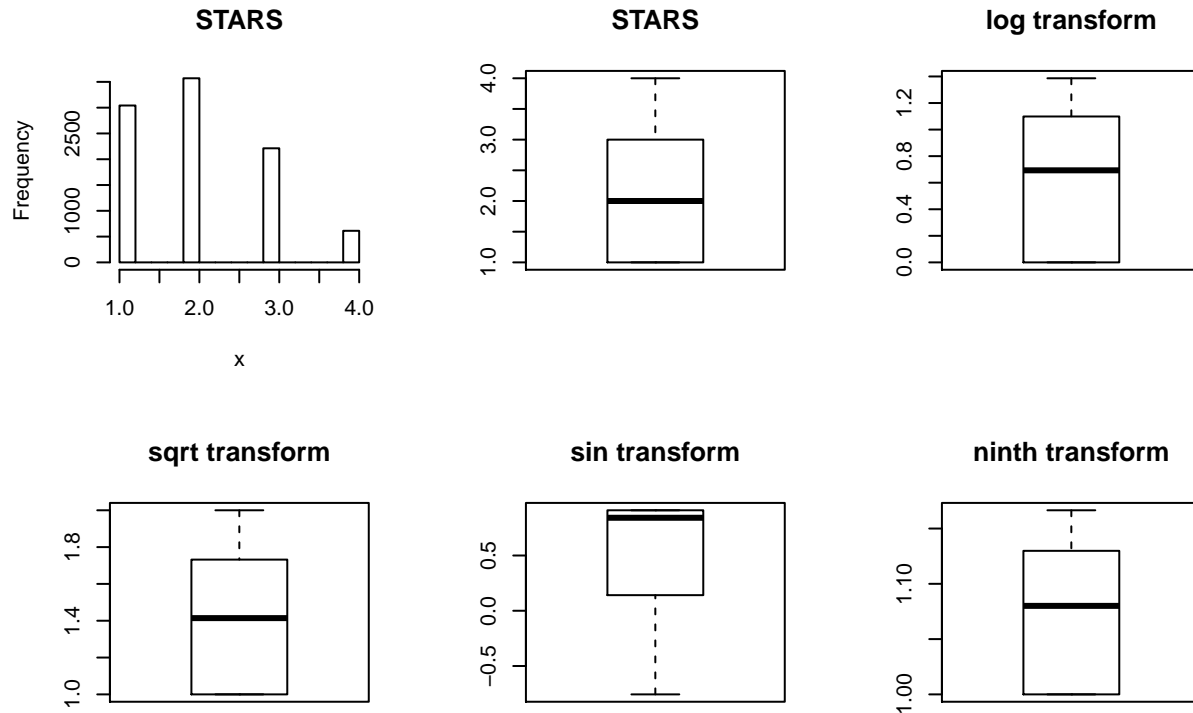 STARS
Frequency
0
1000
2500
1.0
2.0
3.0
4.0
x
STARS
1.0
2.0
3.0
4.0
log transform
0.0
0.4
0.8
1.2
sqrt transform
1.0
1.4
1.8
sin transform
−0.5
0.0
0.5
ninth transform
1.00
1.10